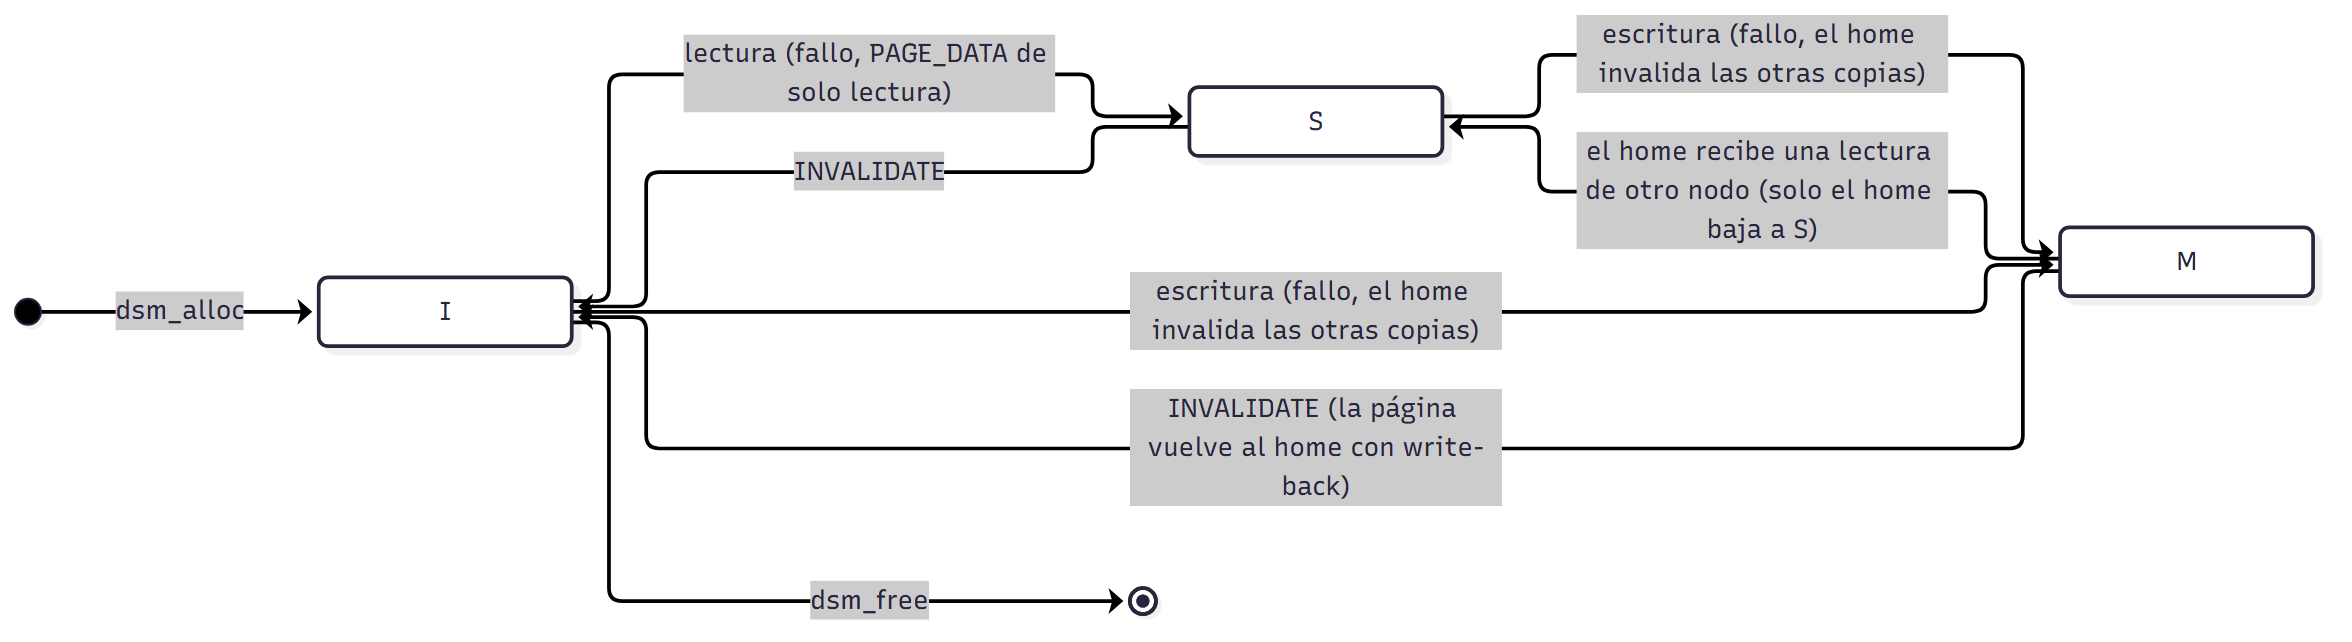 escritura (fallo, el home
invalida las otras copias)
lectura (fallo, PAGE_DATA de
solo lectura)
S
el home recibe una lectura
de otro nodo (solo el home
baja a S)
INVALIDATE
M
dsm_alloc
I
escritura (fallo, el home
invalida las otras copias)
INVALIDATE (la página
vuelve al home con write-
back)
dsm_free